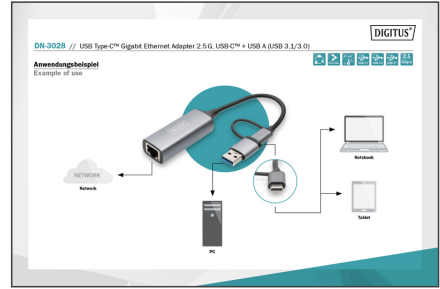 DIGITUS®
DN-3028 // USB Type-C™ Gigabit Ethernet Adapter 2.5G, USB-C™ + USB A (USB 3.1/3.0)
Anwendungsbeispiel
Example of use
NETWORK
Network
PC
Notebook
Tablet